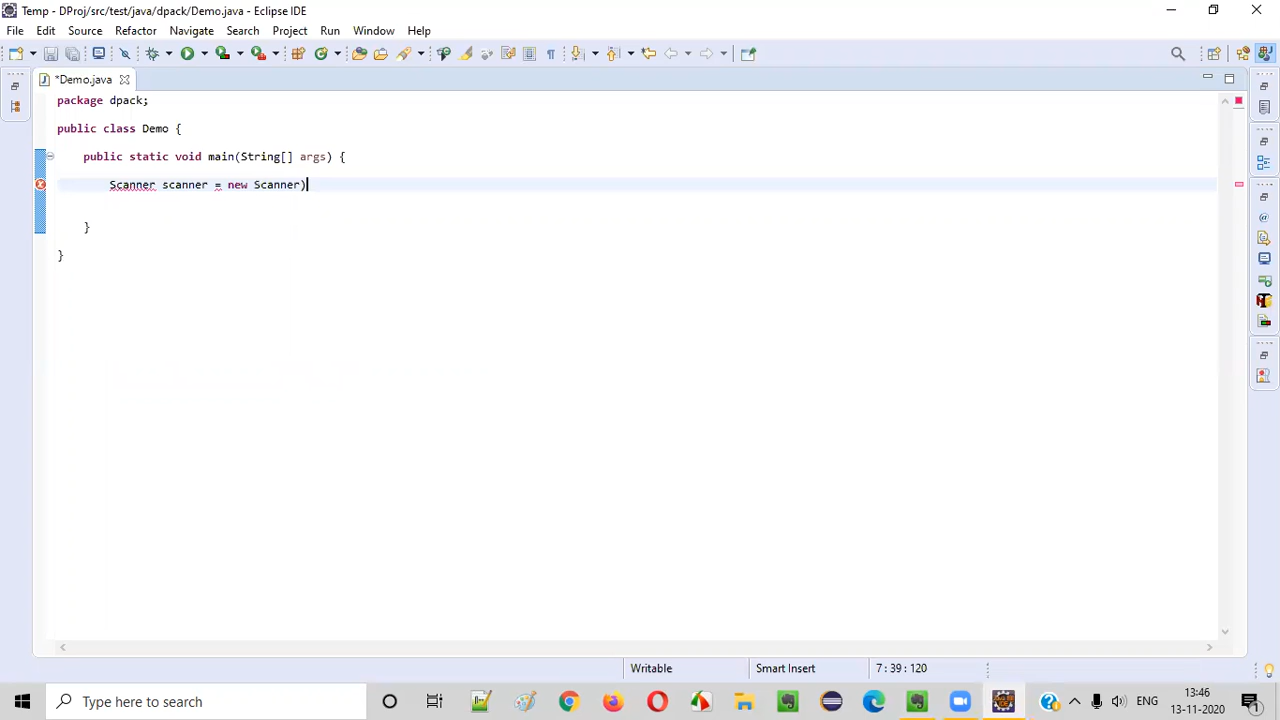 Temp - DProj/src/test/java/dpack/Demo.java - Eclipse IDE
File Edit Source Refactor Navigate Search Project Run Window Help
*Demo.java
package dpack;
public class Demo {
public static void main(String[] args) {
Scanner scanner = new Scanner)
}
}
Writable Smart Insert 7 : 39 : 120
Type here to search
ENG
13:46
13-11-2020